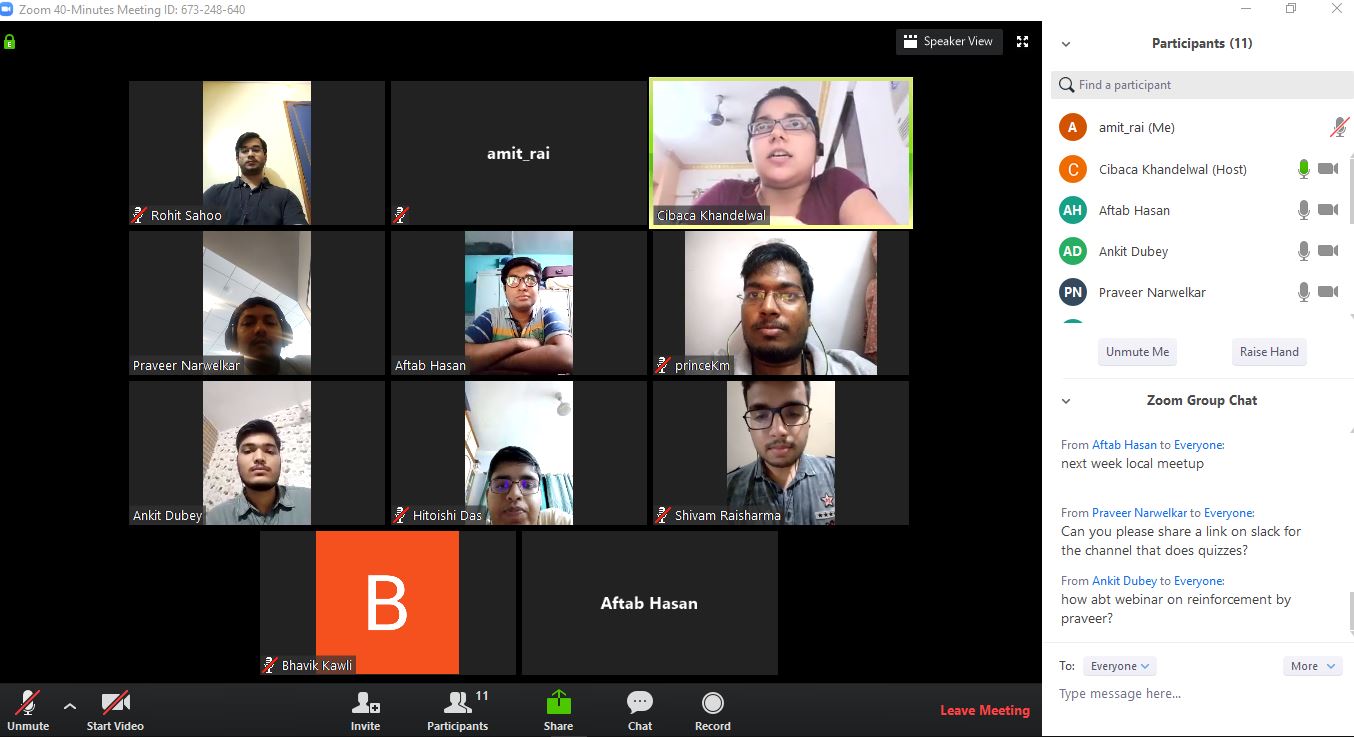 Zoom 40-Minutes Meeting ID: 673-248-640
E
Speaker View
Rohit Sahoo
amit_rai
Cibaca Khandelwal
Praveer Narwelkar
Aftab Hasan
princeKm
Ankit Dubey
Hitoishi Das
Shivam Raisharma
B
Bhavik Kawli
Aftab Hasan
Unmute
Start Video
Invite
11
Participants
Share
Chat
Record
Leave Meeting
Participants (11)
Find a participant
A amit_rai (Me)
C Cibaca Khandelwal (Host)
AH Aftab Hasan
AD Ankit Dubey
PN Praveer Narwelkar
Unmute Me Raise Hand
Zoom Group Chat
From Aftab Hasan to Everyone:
next week local meetup
From Praveer Narwelkar to Everyone:
Can you please share a link on slack for
the channel that does quizzes?
From Ankit Dubey to Everyone:
how abt webinar on reinforcement by
praveer?
To: Everyone More
Type message here...